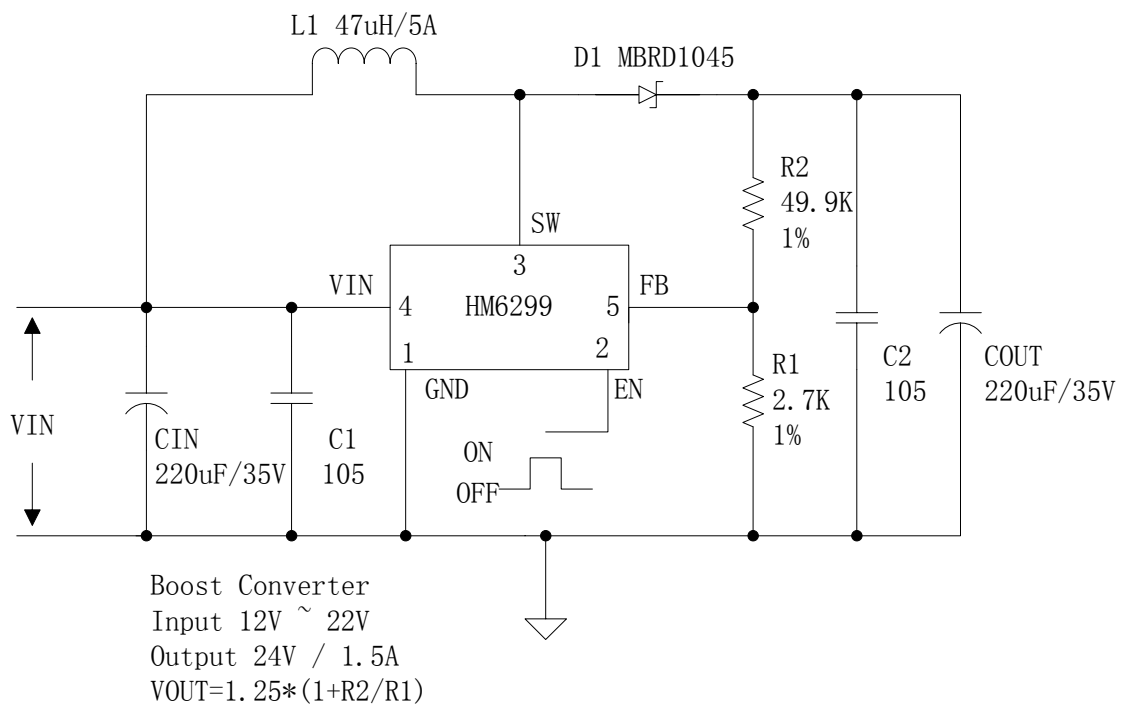 L1 47uH/5A
D1 MBRD1045
R2
49.9K
1%
SW
3
VIN
4
HM6299
5
FB
1
2
GND
EN
R1
2.7K
1%
C2
105
COUT
220uF/35V
VIN
CIN
220uF/35V
C1
105
ON
OFF
Boost Converter
Input 12V ~ 22V
Output 24V / 1.5A
VOUT=1.25*(1+R2/R1)